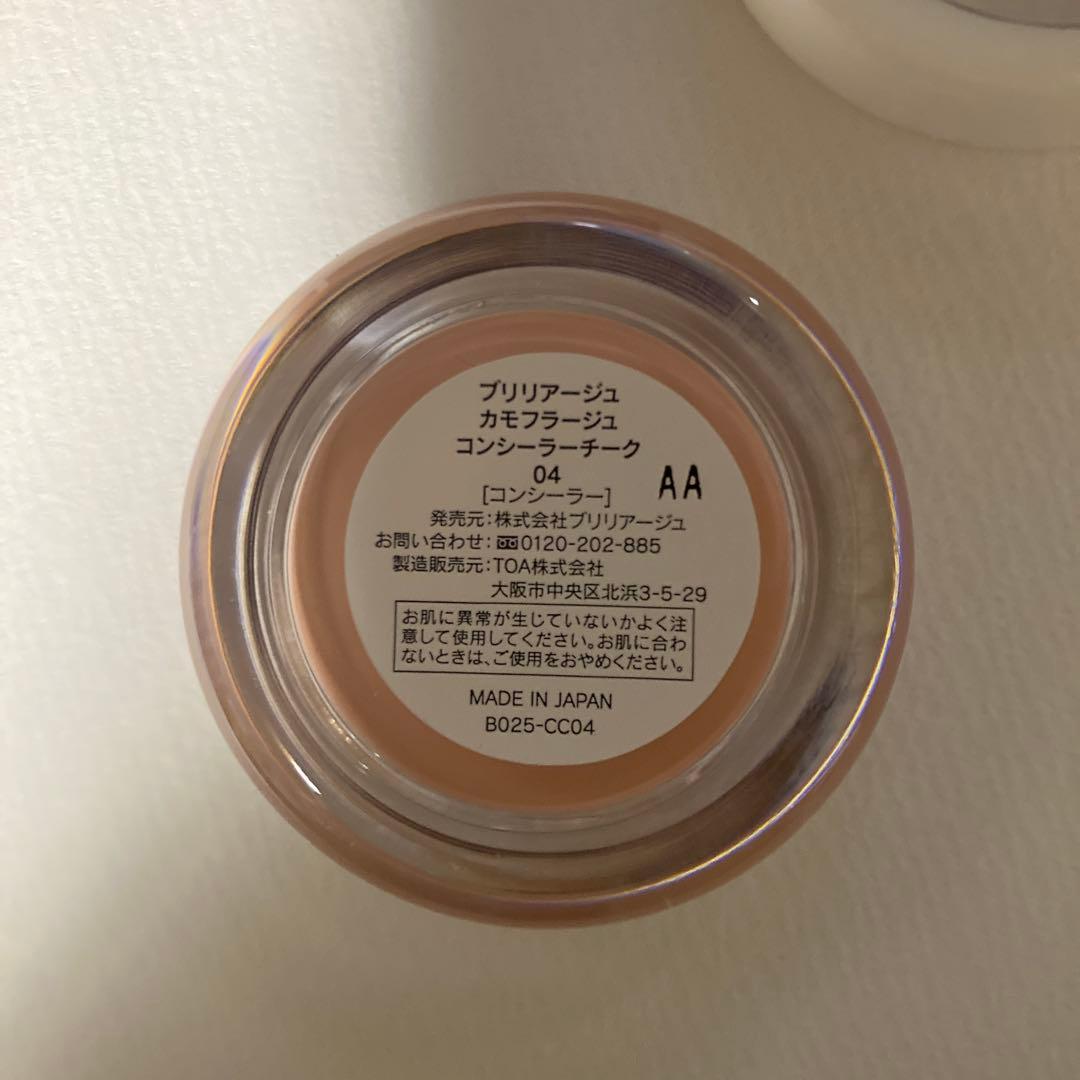 ブリリアージュ
カモフラージュ
コンシーラーチーク
04
AA
[コンシーラー]
発売元:株式会社ブリリアージュ
お問い合わせ:0120-202-885
製造販売元:TOA株式会社
大阪市中央区北浜3-5-29
お肌に異常が生じていないかよく注
意して使用してください。お肌に合わ
ないときは、ご使用をおやめください。
MADE IN JAPAN
B025-CC04